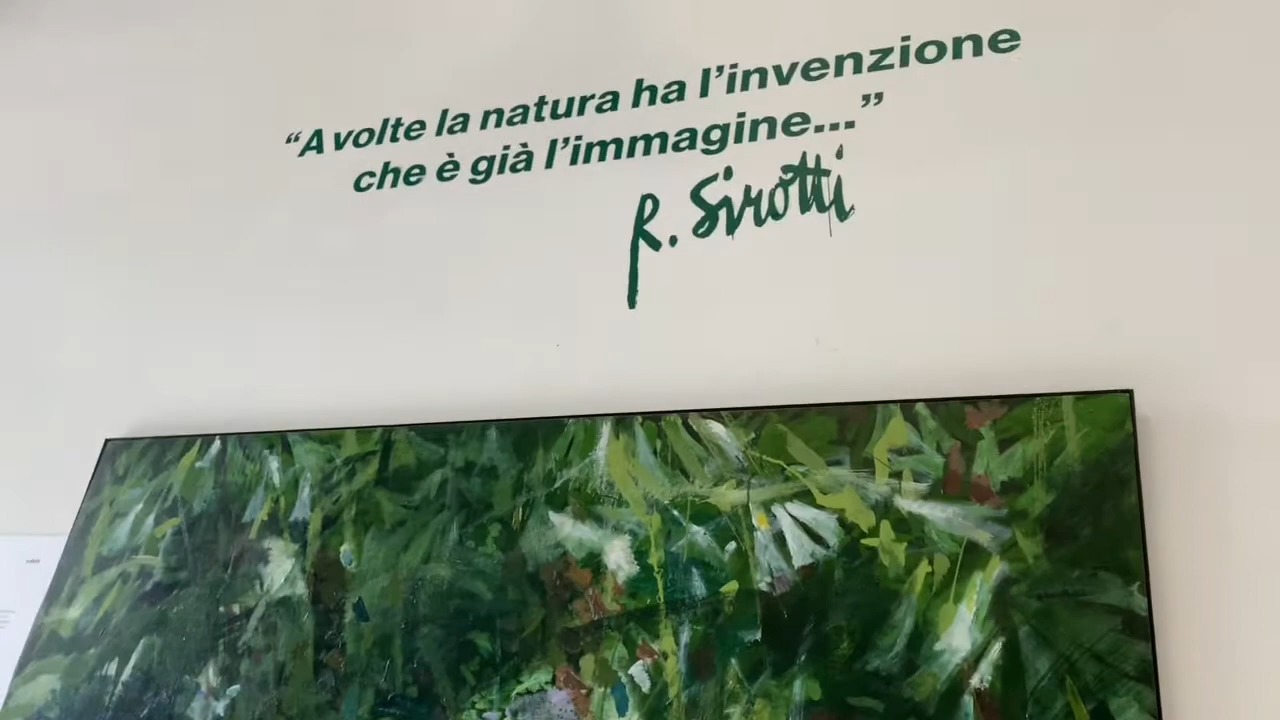 “A volte la natura ha l’invenzione
che è già l’immagine...”
R. Sirotti